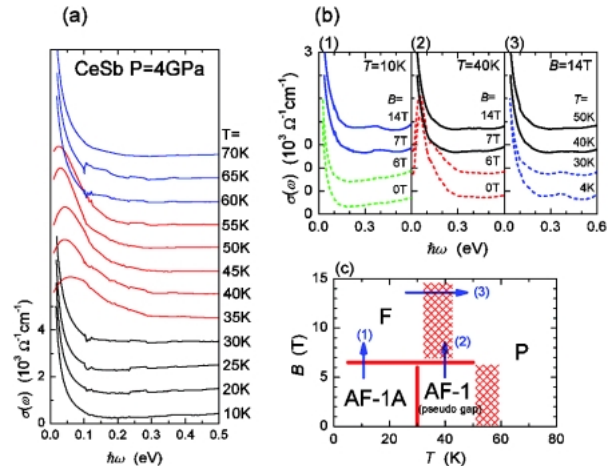 (a)
CeSb P=4GPa
T=
70K
65K
60K
55K
50K
45K
40K
35K
30K
25K
20K
10K
4
2
0
σ(ω) (10³ Ω⁻¹cm⁻¹)
0.0 0.1 0.2 0.3 0.4 0.5
ħω (eV)
(b)
(1) (2) (3)
T=10K
B=
14T
7T
6T
0T
T=40K
B=
14T
7T
6T
0T
B=14T
T=
50K
40K
30K
4K
3
0
0
0
σ(ω) (10³ Ω⁻¹cm⁻¹)
0.0 0.3 0.0 0.3 0.0 0.3 0.6
ħω (eV)
(c)
15
10
5
0
B (T)
F
P
(1)
(2)
(3)
AF-1A
AF-1
(pseudo gap)
0 20 40 60 80
T (K)